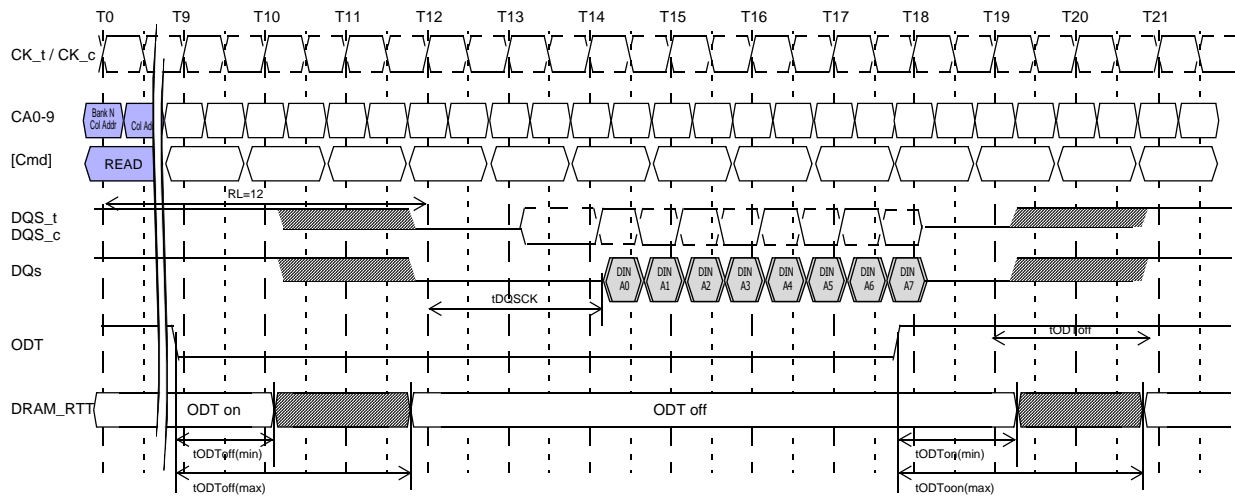 T0 T9 T10 T11 T12 T13 T14 T15 T16 T17 T18 T19 T20 T21
CK_t / CK_c
CA0-9
Bank N
Col Addr
Col Ad
[Cmd]
READ
RL=12
DQS_t
DQS_c
DQs
DIN A0
DIN A1
DIN A2
DIN A3
DIN A4
DIN A5
DIN A6
DIN A7
tDQSCK
ODT
tODToff
DRAM_RTT
ODT on
ODT off
tODToff(min)
tODTon(min)
tODToff(max)
tODToon(max)